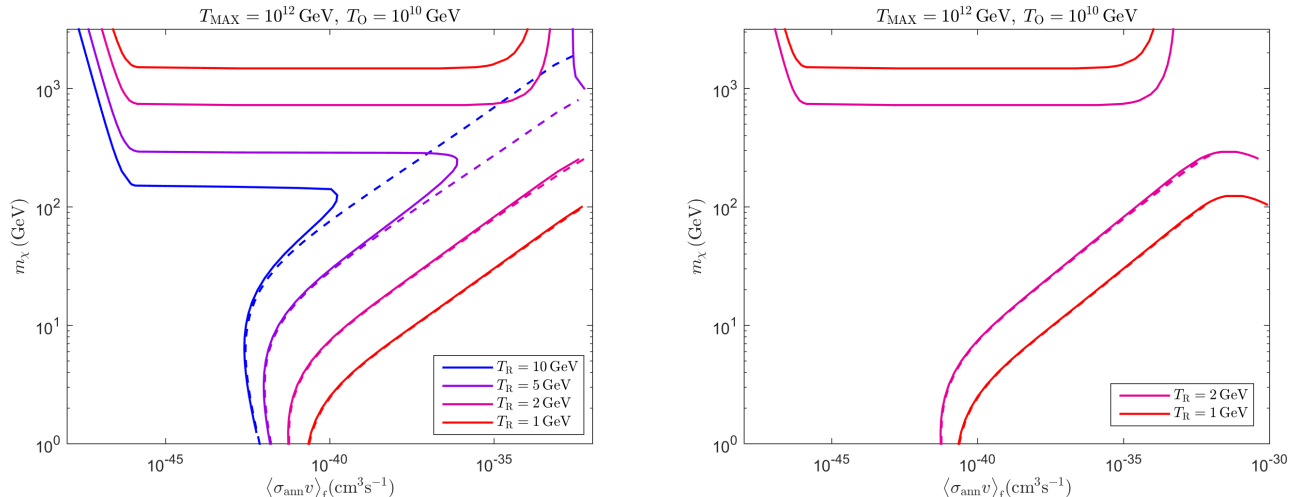 T_MAX = 10^12 GeV, T_O = 10^10 GeV
10^3
10^2
10^1
10^0
m_χ (GeV)
10^-45
10^-40
10^-35
⟨σ_ann v⟩_f (cm^3 s^-1)
T_R = 10 GeV
T_R = 5 GeV
T_R = 2 GeV
T_R = 1 GeV
T_MAX = 10^12 GeV, T_O = 10^10 GeV
10^3
10^2
10^1
10^0
m_χ (GeV)
10^-45
10^-40
10^-35
10^-30
⟨σ_ann v⟩_f (cm^3 s^-1)
T_R = 2 GeV
T_R = 1 GeV